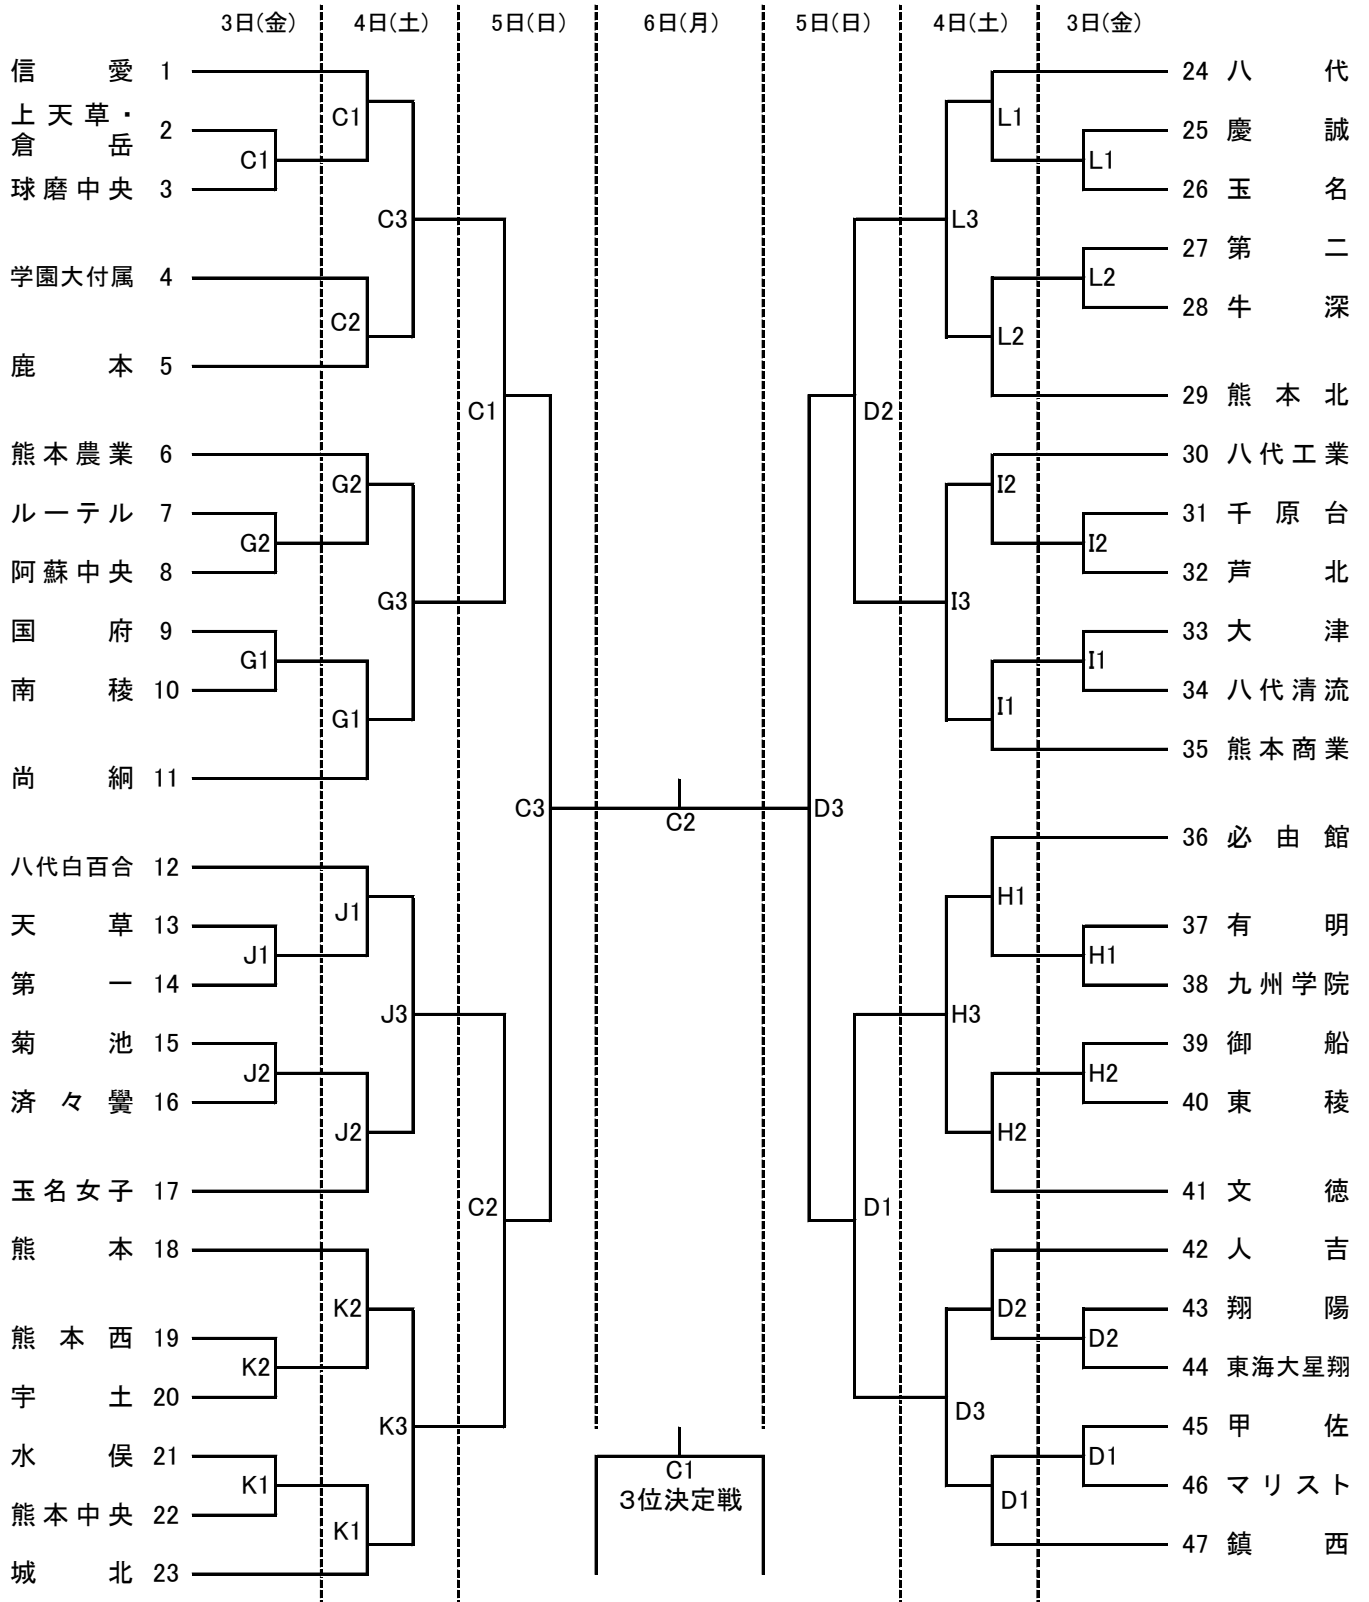 3日(金) 4日(土) 5日(日) 6日(月) 5日(日) 4日(土) 3日(金)
信愛 1
上天草・倉岳 2
球磨中央 3
学園大付属 4
鹿本 5
熊本農業 6
ルーテル 7
阿蘇中央 8
国府 9
南稜 10
尚絅 11
八代白百合 12
天草 13
第一 14
菊池 15
済々黌 16
玉名女子 17
熊本 18
熊本西 19
宇土 20
水俣 21
熊本中央 22
城北 23
C1
G2
G1
J1
J2
K2
K1
C1
C2
G2
G1
J1
J2
K2
K1
C3
G3
J3
K3
C1
C2
C3
C2
C1
3位決定戦
D3
D2
D1
L3
I3
H3
D3
L1
L2
I2
I1
H1
H2
D2
D1
L1
L2
I2
I1
H1
H2
D2
D1
24 八代
25 慶誠
26 玉名
27 第二
28 牛深
29 熊本北
30 八代工業
31 千原台
32 芦北
33 大津
34 八代清流
35 熊本商業
36 必由館
37 有明
38 九州学院
39 御船
40 東稜
41 文徳
42 人吉
43 翔陽
44 東海大星翔
45 甲佐
46 マリスト
47 鎮西